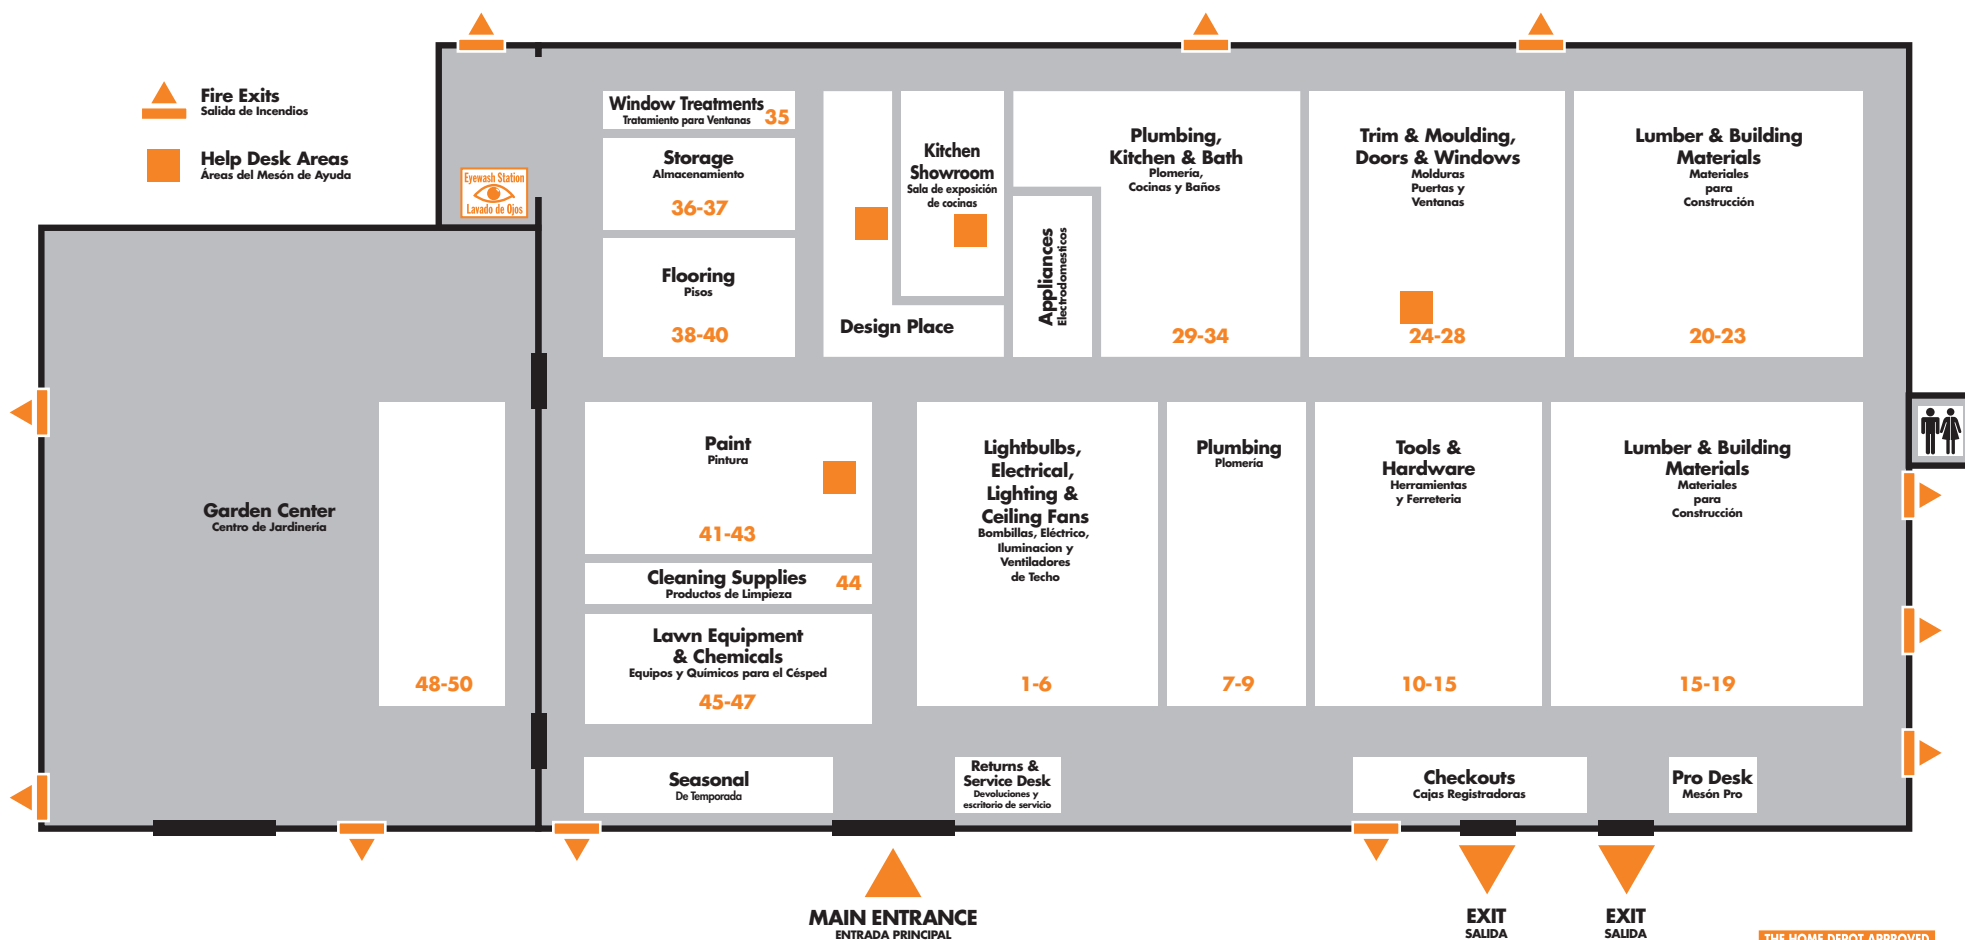 Fire Exits
Salida de Incendios
Help Desk Areas
Áreas del Mesón de Ayuda
Eyewash Station
Lavado de Ojos
Window Treatments
Tratamiento para Ventanas
35
Storage
Almacenamiento
36-37
Flooring
Pisos
38-40
Kitchen
Showroom
Sala de exposición
de cocinas
Design Place
Appliances
Electrodomesticos
Plumbing,
Kitchen & Bath
Plomería,
Cocinas y Baños
29-34
Trim & Moulding,
Doors & Windows
Molduras
Puertas y
Ventanas
24-28
Lumber & Building
Materials
Materiales
para
Construcción
20-23
Garden Center
Centro de Jardinería
48-50
Paint
Pintura
41-43
Cleaning Supplies
Productos de Limpieza
44
Lawn Equipment
& Chemicals
Equipos y Químicos para el Césped
45-47
Lightbulbs,
Electrical,
Lighting &
Ceiling Fans
Bombillas, Eléctrico,
Iluminacion y
Ventiladores
de Techo
1-6
Plumbing
Plomería
7-9
Tools &
Hardware
Herramientas
y Ferreteria
10-15
Lumber & Building
Materials
Materiales
para
Construcción
15-19
Seasonal
De Temporada
Returns &
Service Desk
Devoluciones y
escritorio de servicio
Checkouts
Cajas Registradoras
Pro Desk
Mesón Pro
MAIN ENTRANCE
ENTRADA PRINCIPAL
EXIT
SALIDA
EXIT
SALIDA
THE HOME DEPOT APPROVED